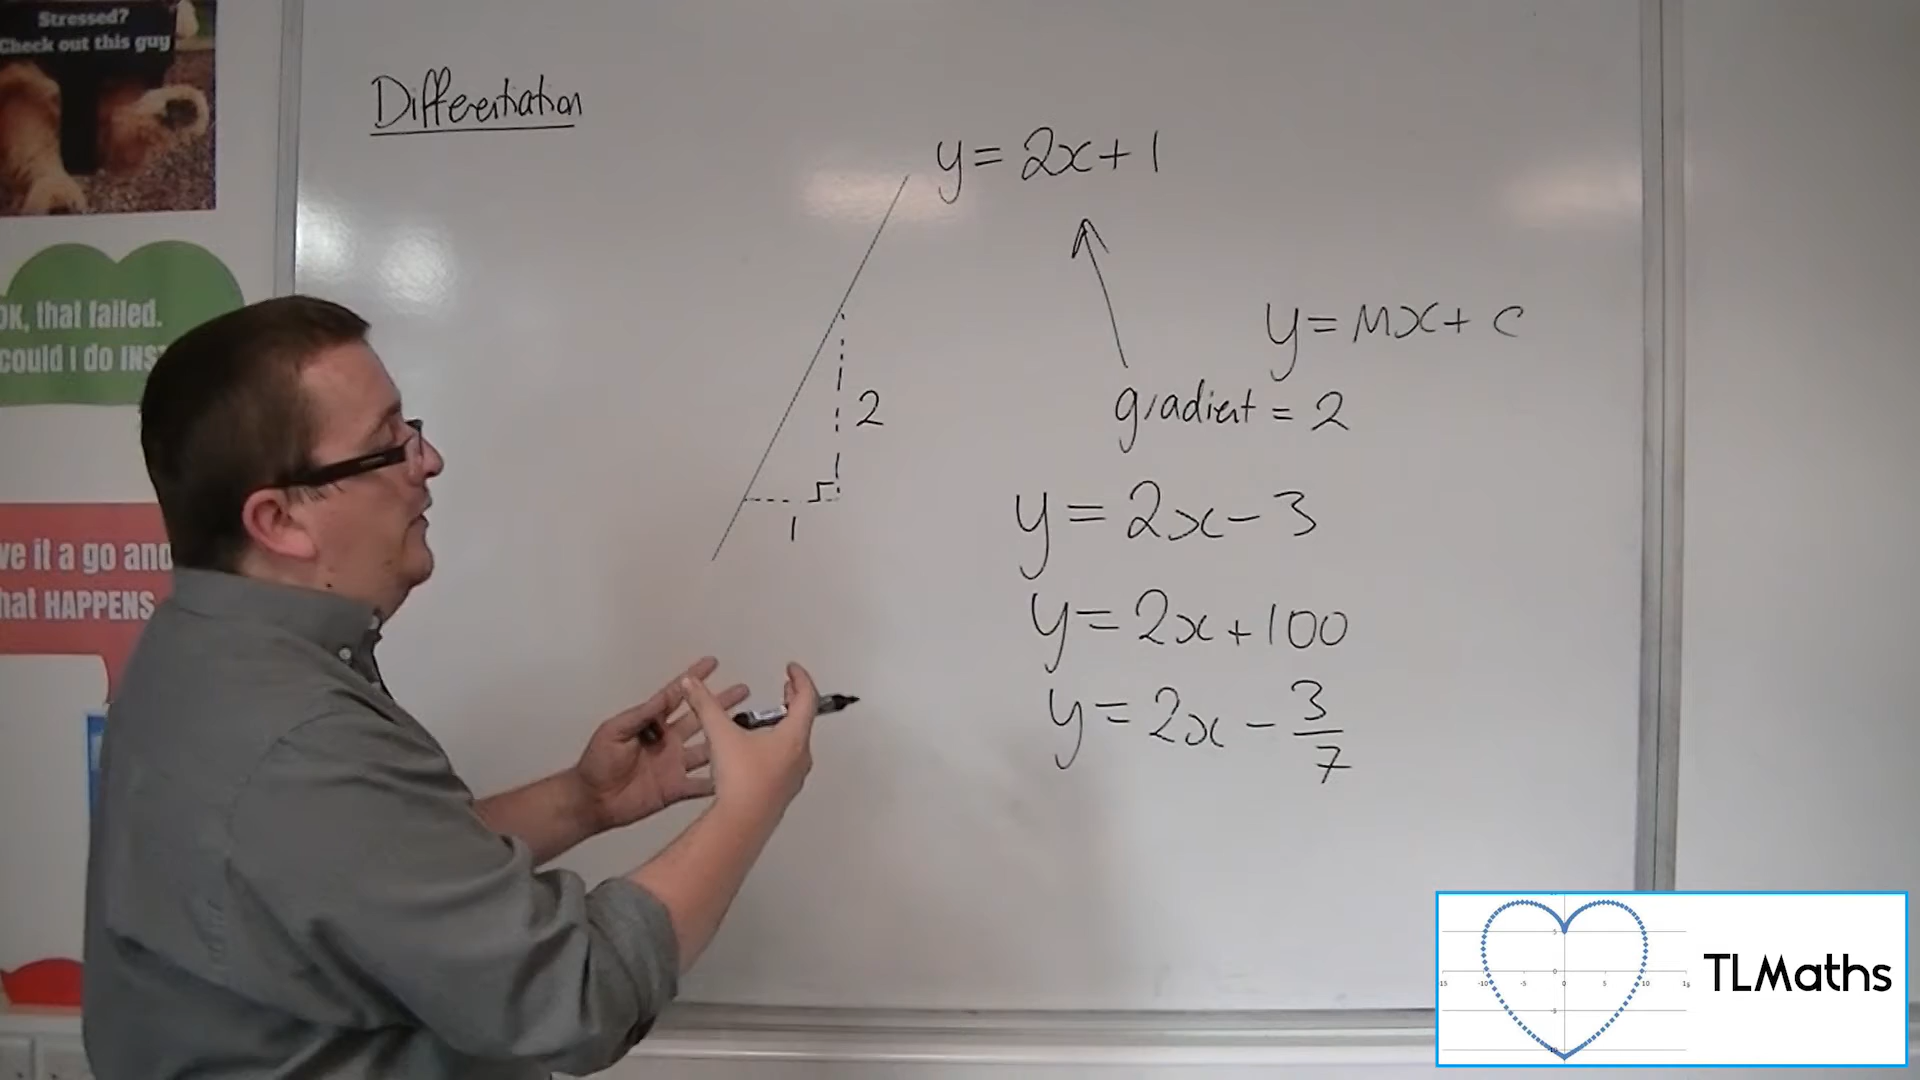 Stressed?
Check out this guy
OK, that failed.
could I do
ve it a go and
hat HAPPENS
Differentiation
y = 2x + 1
2
1
y = mx + c
gradient = 2
y = 2x - 3
y = 2x + 100
y = 2x - 3/7
TLMaths